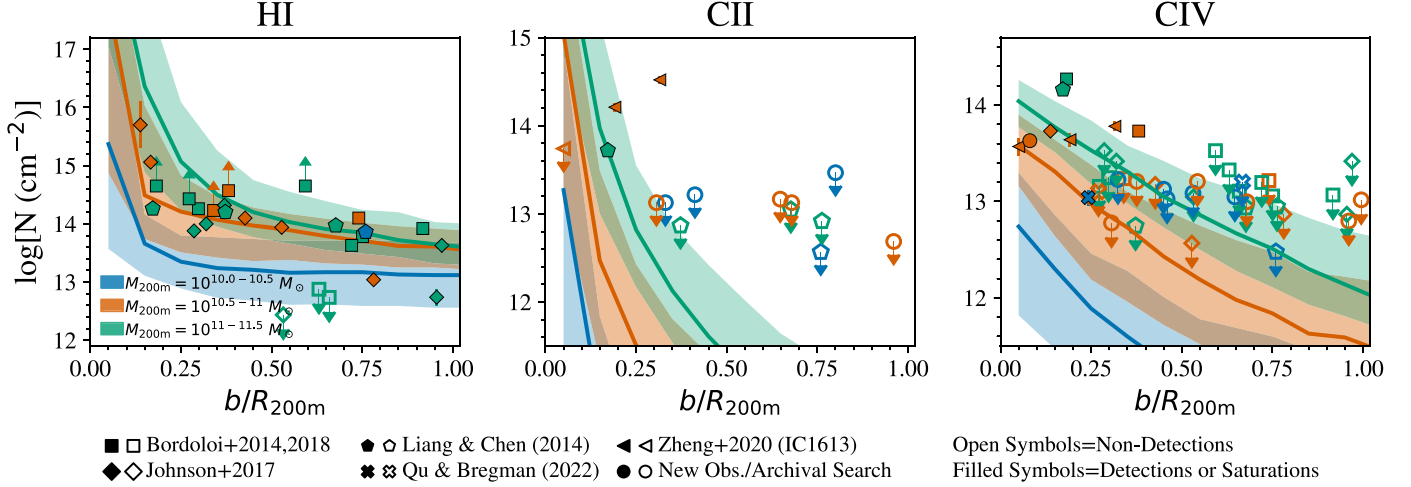 HI
CII
CIV
log[N (cm⁻²)]
17
16
15
14
13
12
15
14
13
12
14
13
12
M₂₀₀ₘ = 10^10.0−10.5 M⊙
M₂₀₀ₘ = 10^10.5−11 M⊙
M₂₀₀ₘ = 10^11−11.5 M⊙
0.00 0.25 0.50 0.75 1.00
0.00 0.25 0.50 0.75 1.00
0.00 0.25 0.50 0.75 1.00
b/R₂₀₀ₘ
b/R₂₀₀ₘ
b/R₂₀₀ₘ
Bordoloi+2014,2018 Liang & Chen (2014) Zheng+2020 (IC1613) Open Symbols=Non-Detections
Johnson+2017 Qu & Bregman (2022) New Obs./Archival Search Filled Symbols=Detections or Saturations